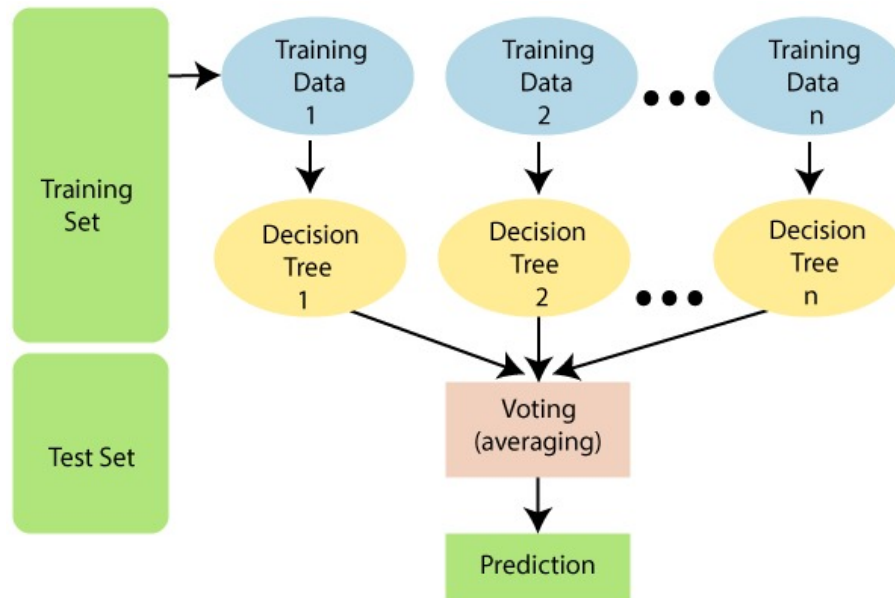 Training
Set
Test Set
Training
Data
1
Training
Data
2
Training
Data
n
Decision
Tree
1
Decision
Tree
2
Decision
Tree
n
Voting
(averaging)
Prediction